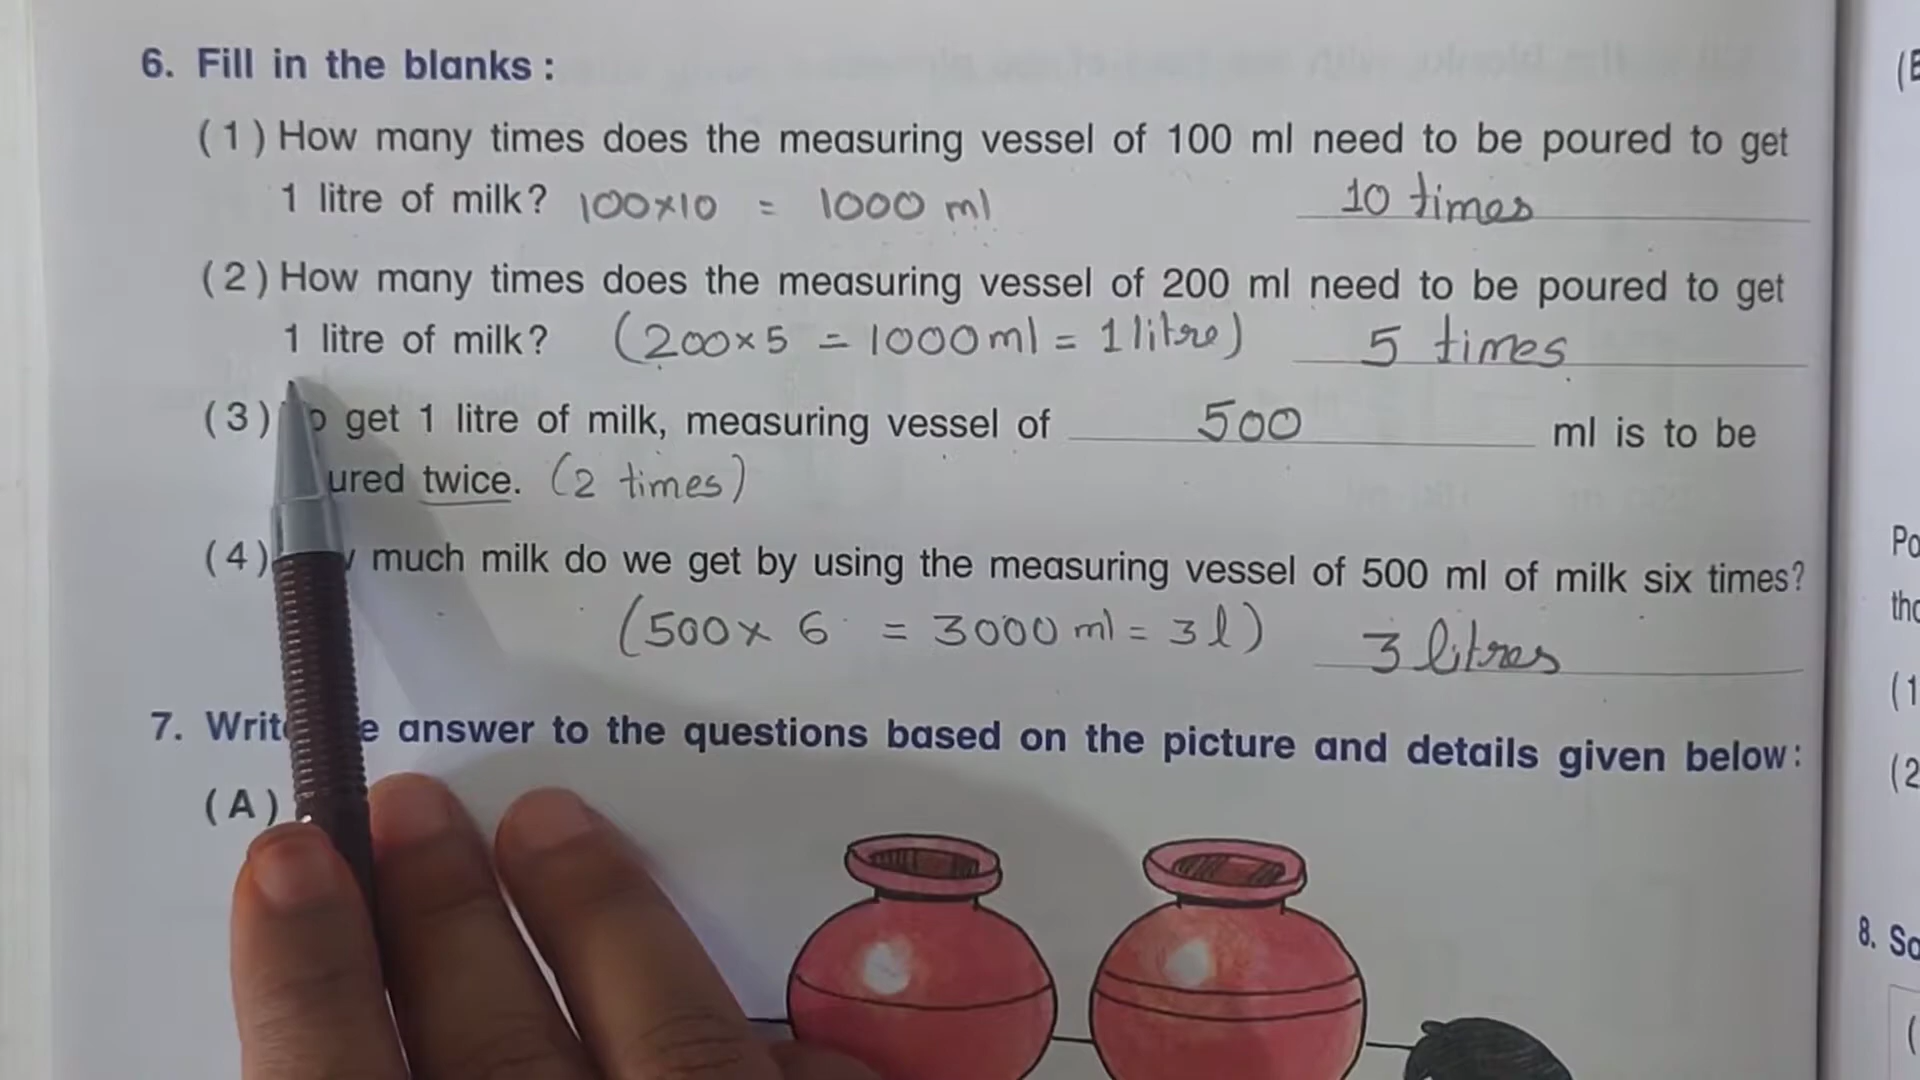 6. Fill in the blanks :
(1) How many times does the measuring vessel of 100 ml need to be poured to get
1 litre of milk? 100×10 = 1000 ml 10 times
(2) How many times does the measuring vessel of 200 ml need to be poured to get
1 litre of milk? (200×5 = 1000ml = 1 litre) 5 times
(3) get 1 litre of milk, measuring vessel of 500 ml is to be
ured twice. (2 times)
(4) much milk do we get by using the measuring vessel of 500 ml of milk six times?
(500× 6 = 3000 ml = 3 l) 3 litres
7. Writ e answer to the questions based on the picture and details given below:
(A)
Po
(1
(2
8. So